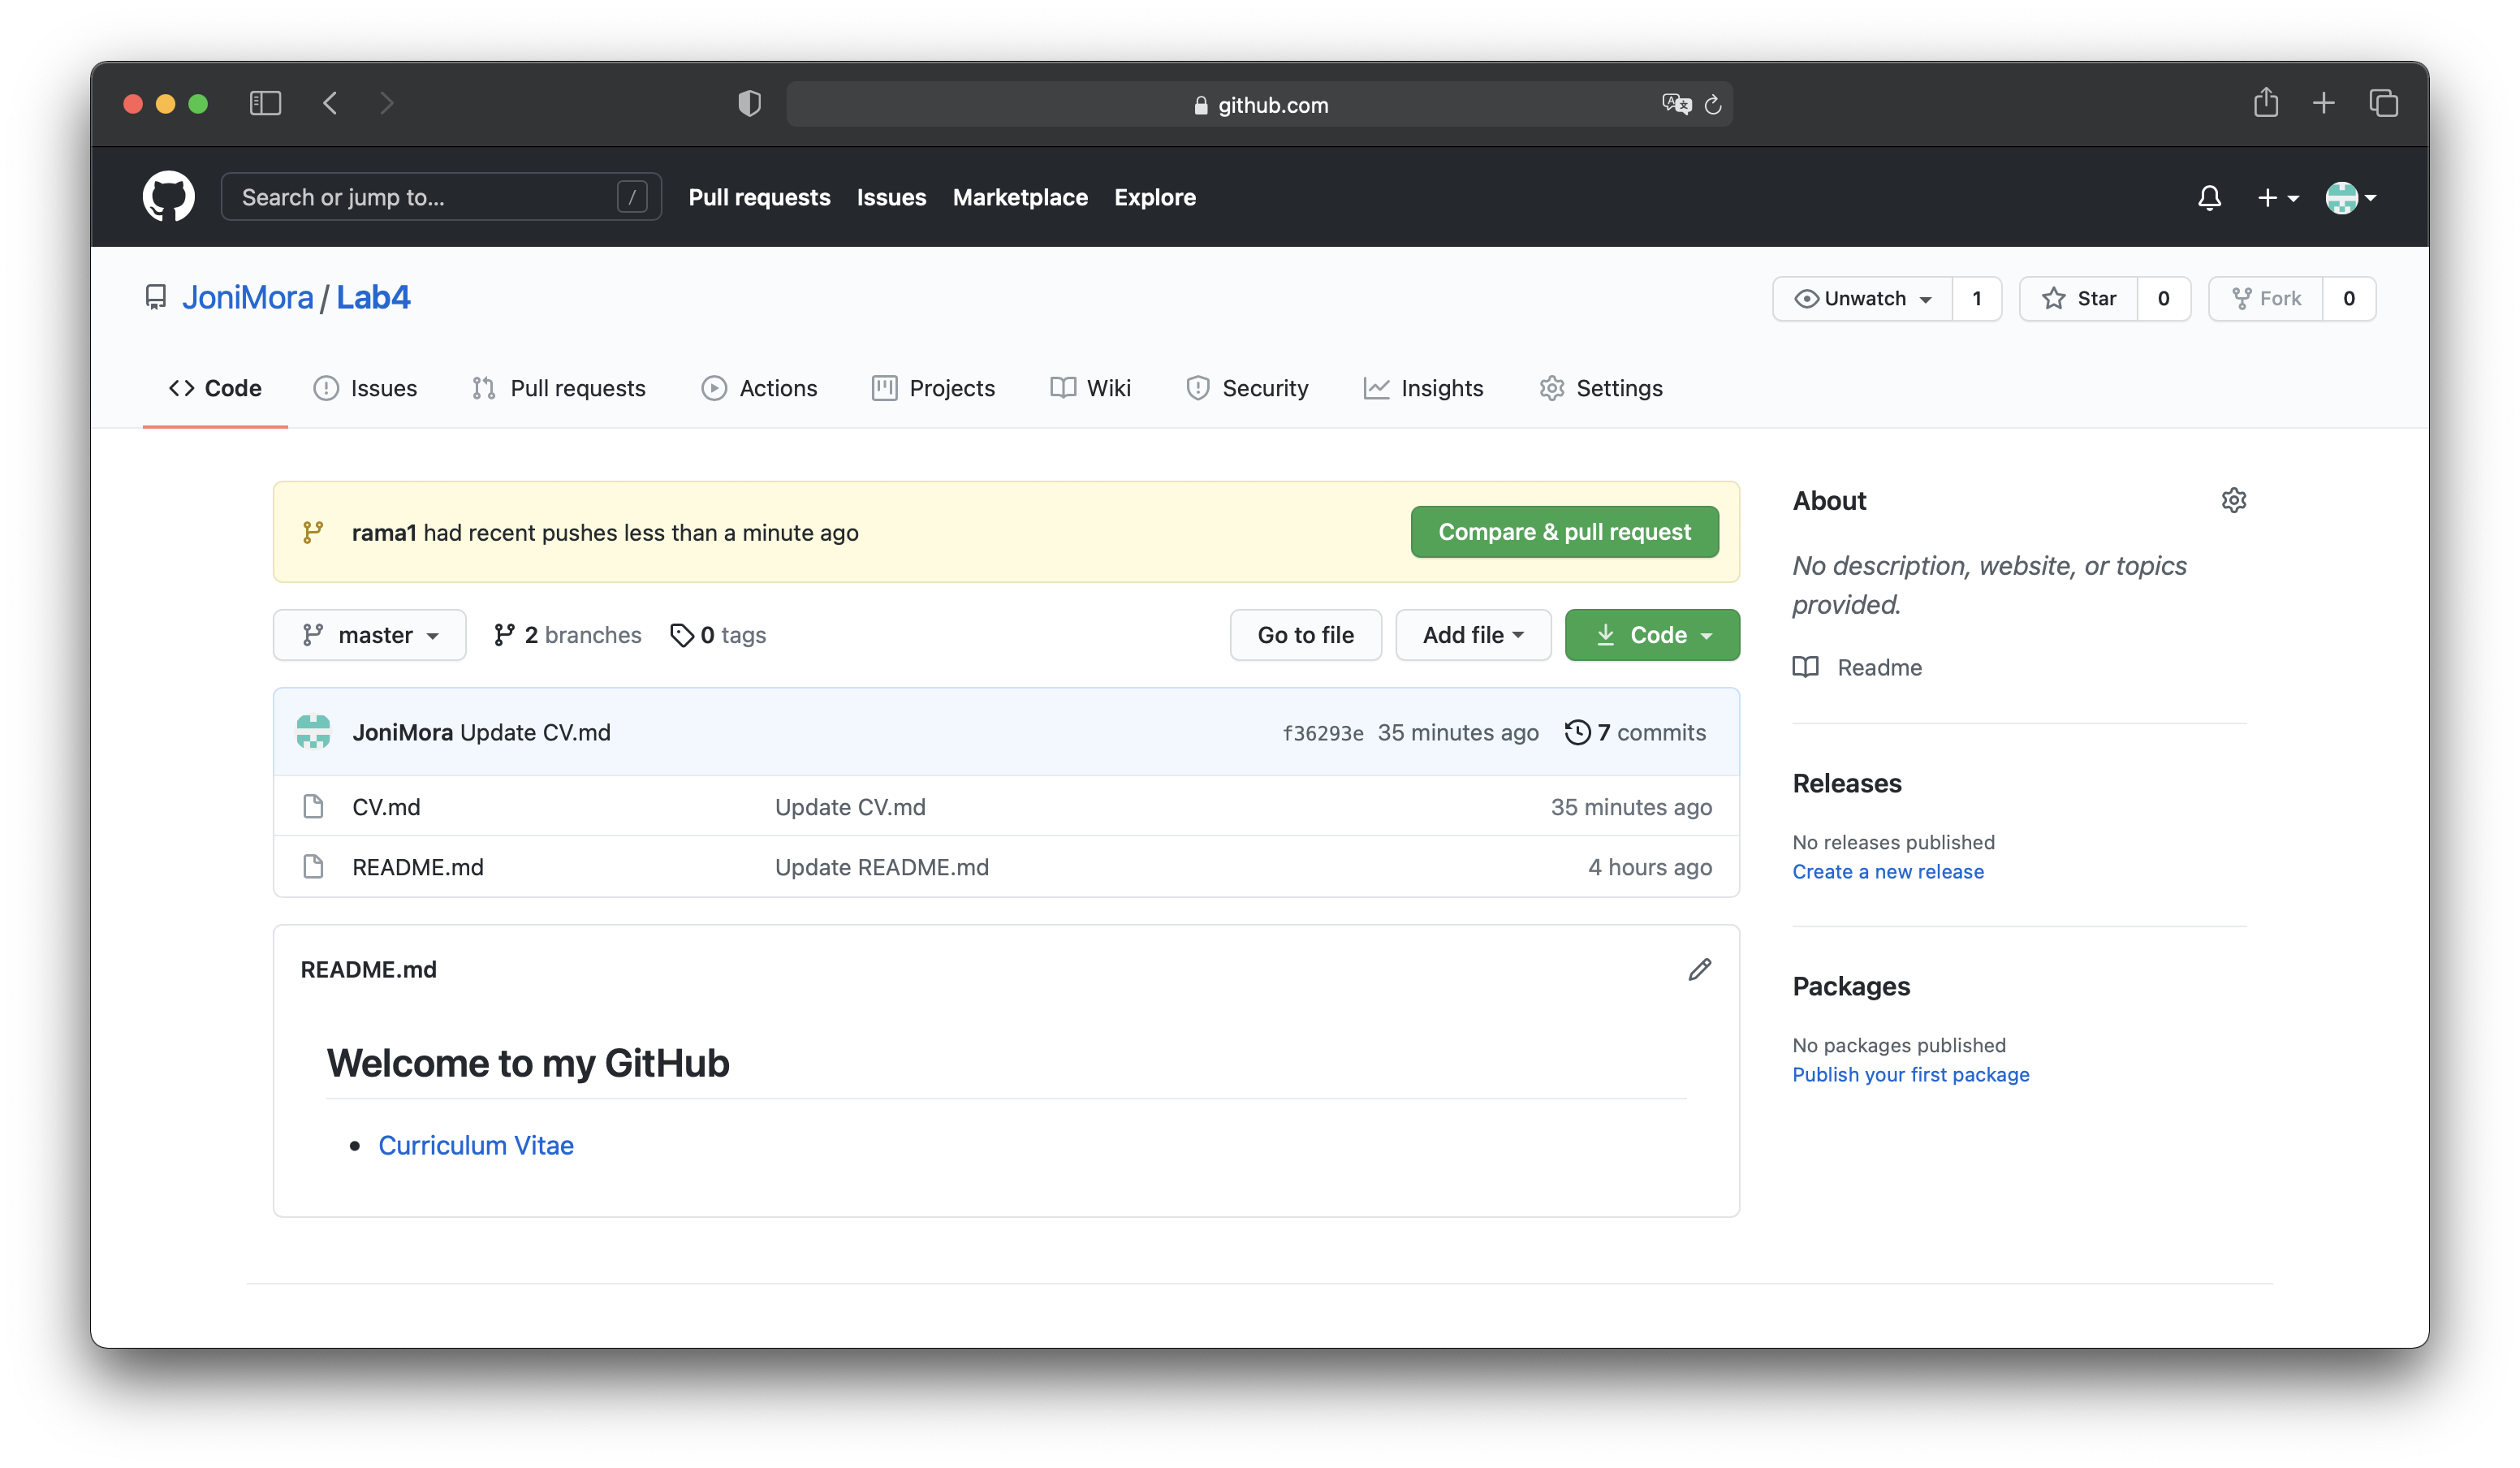 github.com
Search or jump to... /
Pull requests Issues Marketplace Explore
JoniMora / Lab4
Unwatch 1 Star 0 Fork 0
Code Issues Pull requests Actions Projects Wiki Security Insights Settings
rama1 had recent pushes less than a minute ago
Compare & pull request
master 2 branches 0 tags
Go to file Add file Code
JoniMora Update CV.md f36293e 35 minutes ago 7 commits
CV.md Update CV.md 35 minutes ago
README.md Update README.md 4 hours ago
README.md
Welcome to my GitHub
• Curriculum Vitae
About
No description, website, or topics
provided.
Readme
Releases
No releases published
Create a new release
Packages
No packages published
Publish your first package